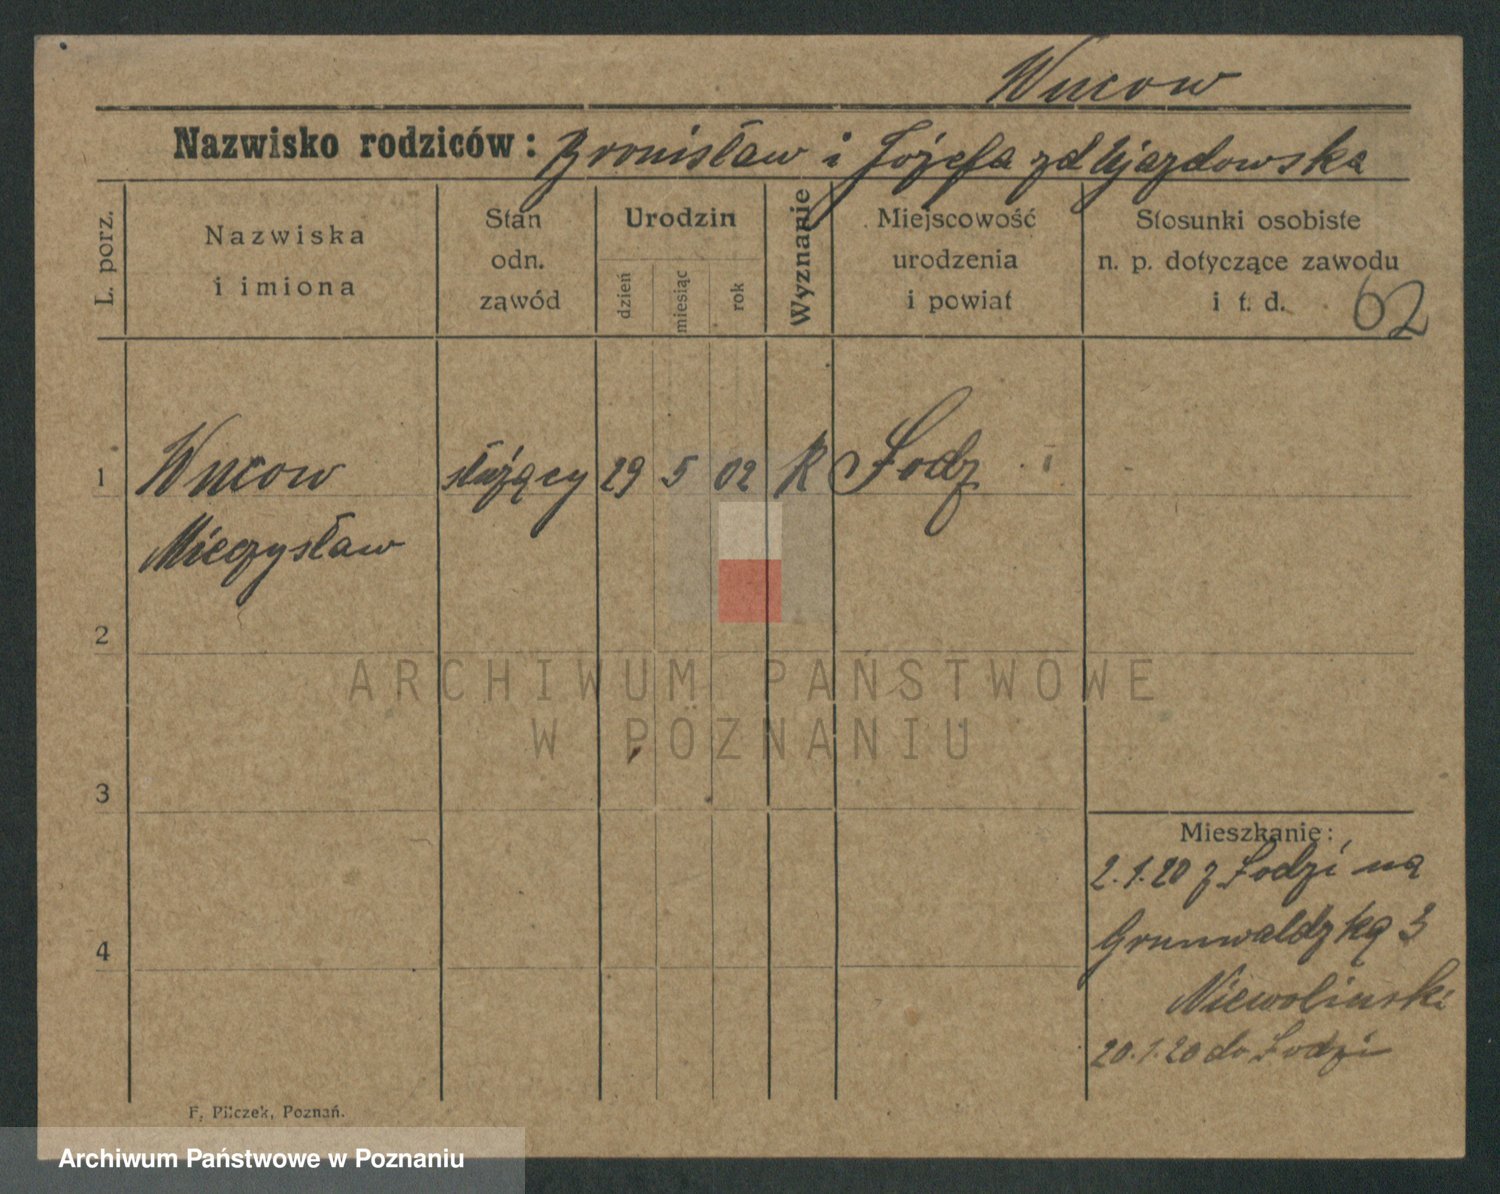 Wucow
Nazwisko rodziców: Bronisław i Józefa zd Ujazdowska
L. porz.
Nazwiska
i imiona
Stan
odn.
zawód
Urodzin
dzień
miesiąc
rok
Wyznanie
Miejscowość
urodzenia
i powiat
Stosunki osobiste
n. p. dotyczące zawodu
i t. d.
62
1 Wucow służący 29 5 02 K Łodz
Mieczysław
2
ARCHIWUM PAŃSTWOWE
W POZNANIU
3
Mieszkanie:
2.1.20 z Łodzi na
Grunwaldzką 3
4
Niewolinski
20.1.20 do Łodzi
F. Pilczek, Poznań.
Archiwum Państwowe w Poznaniu